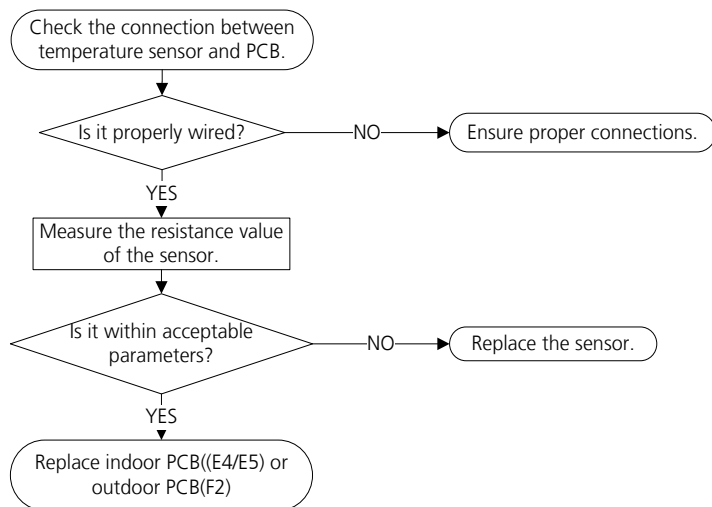 Check the connection between
temperature sensor and PCB.
Is it properly wired?
NO
Ensure proper connections.
YES
Measure the resistance value
of the sensor.
Is it within acceptable
parameters?
NO
Replace the sensor.
YES
Replace indoor PCB((E4/E5) or
outdoor PCB(F2)